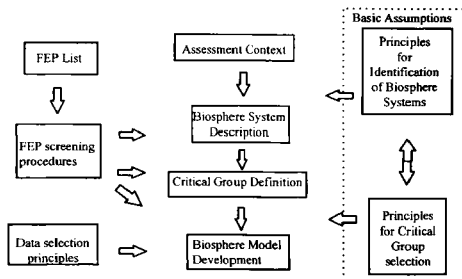 Basic Assumptions
FEP List
Assessment Context
Principles
for
Identification
of Biosphere
Systems
FEP screening
procedures
Biosphere System
Description
Critical Group Definition
Data selection
principles
Biosphere Model
Development
Principles
for Critical
Group
selection